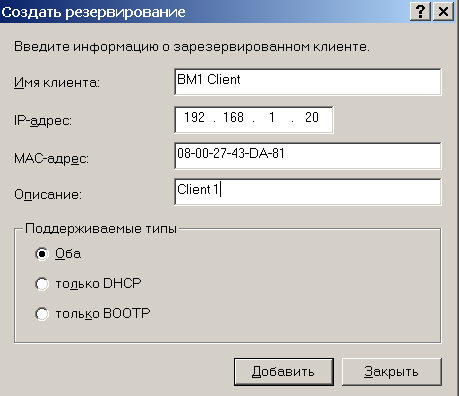 Создать резервирование
Введите информацию о зарезервированном клиенте.
Имя клиента: BM1 Client
IP-адрес: 192 . 168 . 1 . 20
MAC-адрес: 08-00-27-43-DA-81
Описание: Client 1
Поддерживаемые типы
Оба
только DHCP
только BOOTP
Добавить Закрыть